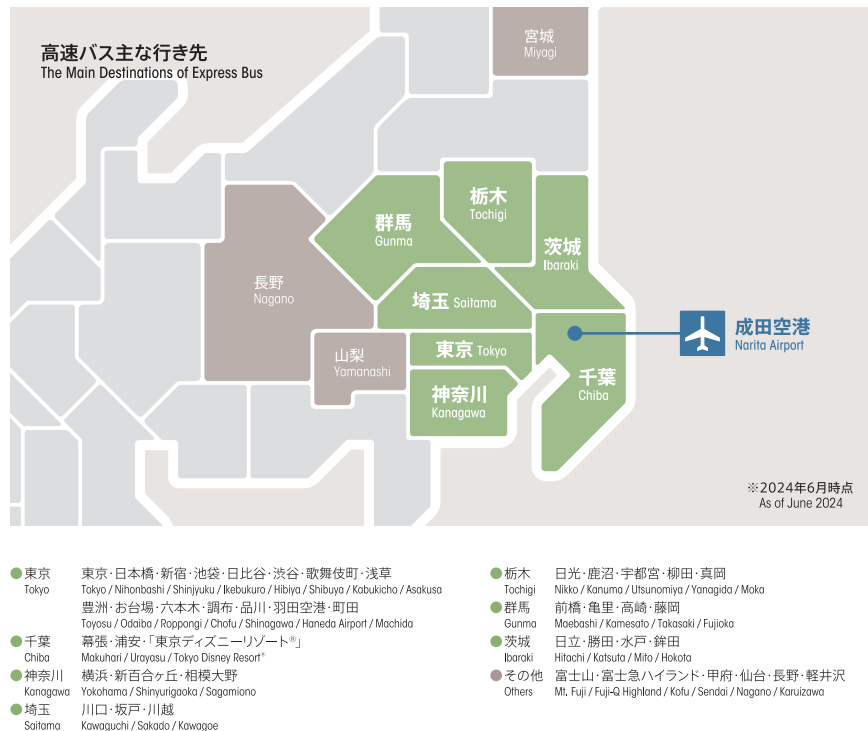 高速バス主な行き先
The Main Destinations of Express Bus
宮城
Miyagi
栃木
Tochigi
群馬
Gunma
茨城
Ibaraki
長野
Nagano
埼玉 Saitama
成田空港
Narita Airport
東京 Tokyo
山梨
Yamanashi
千葉
Chiba
神奈川
Kanagawa
※2024年6月時点
As of June 2024
東京 東京・日本橋・新宿・池袋・日比谷・渋谷・歌舞伎町・浅草
Tokyo Tokyo / Nihonbashi / Shinjyuku / Ikebukuro / Hibiya / Shibuya / Kabukicho / Asakusa
豊洲・お台場・六本木・調布・品川・羽田空港・町田
Toyosu / Odaiba / Roppongi / Chofu / Shinagawa / Haneda Airport / Machida
千葉 幕張・浦安・「東京ディズニーリゾート®」
Chiba Makuhari / Urayasu / Tokyo Disney Resort®
神奈川 横浜・新百合ヶ丘・相模大野
Kanagawa Yokohama / Shinyurigaoka / Sagamiono
埼玉 川口・坂戸・川越
Saitama Kawaguchi / Sakado / Kawagoe
栃木 日光・鹿沼・宇都宮・柳田・真岡
Tochigi Nikko / Kanuma / Utsunomiya / Yanagida / Moka
群馬 前橋・亀里・高崎・藤岡
Gunma Maebashi / Kamesato / Takasaki / Fujioka
茨城 日立・勝田・水戸・鉾田
Ibaraki Hitachi / Katsuta / Mito / Hokota
その他 富士山・富士急ハイランド・甲府・仙台・長野・軽井沢
Others Mt. Fuji / Fuji-Q Highland / Kofu / Sendai / Nagano / Karuizawa